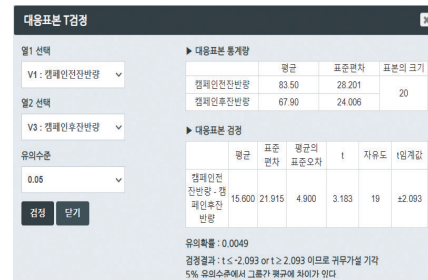 대응표본 T검정
열1 선택
V1 : 캠페인전잔반량
열2 선택
V3 : 캠페인후잔반량
유의수준
0.05
검정 닫기
▶ 대응표본 통계량
평균 표준편차 표본의 크기
캠페인전잔반량 83.50 28.201 20
캠페인후잔반량 67.90 24.006
▶ 대응표본 검정
평균 표준편차 평균의 표준오차 t 자유도 t임계값
캠페인전잔반량 - 캠페인후잔반량 15.600 21.915 4.900 3.183 19 ±2.093
유의확률 : 0.0049
검정결과 : t ≤ -2.093 or t ≥ 2.093 이므로 귀무가설 기각
5% 유의수준에서 그룹간 평균에 차이가 있다